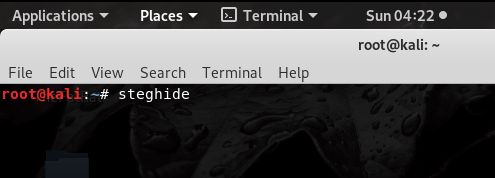 Applications Places Terminal Sun 04:22
root@kali: ~
File Edit View Search Terminal Help
root@kali:~# steghide